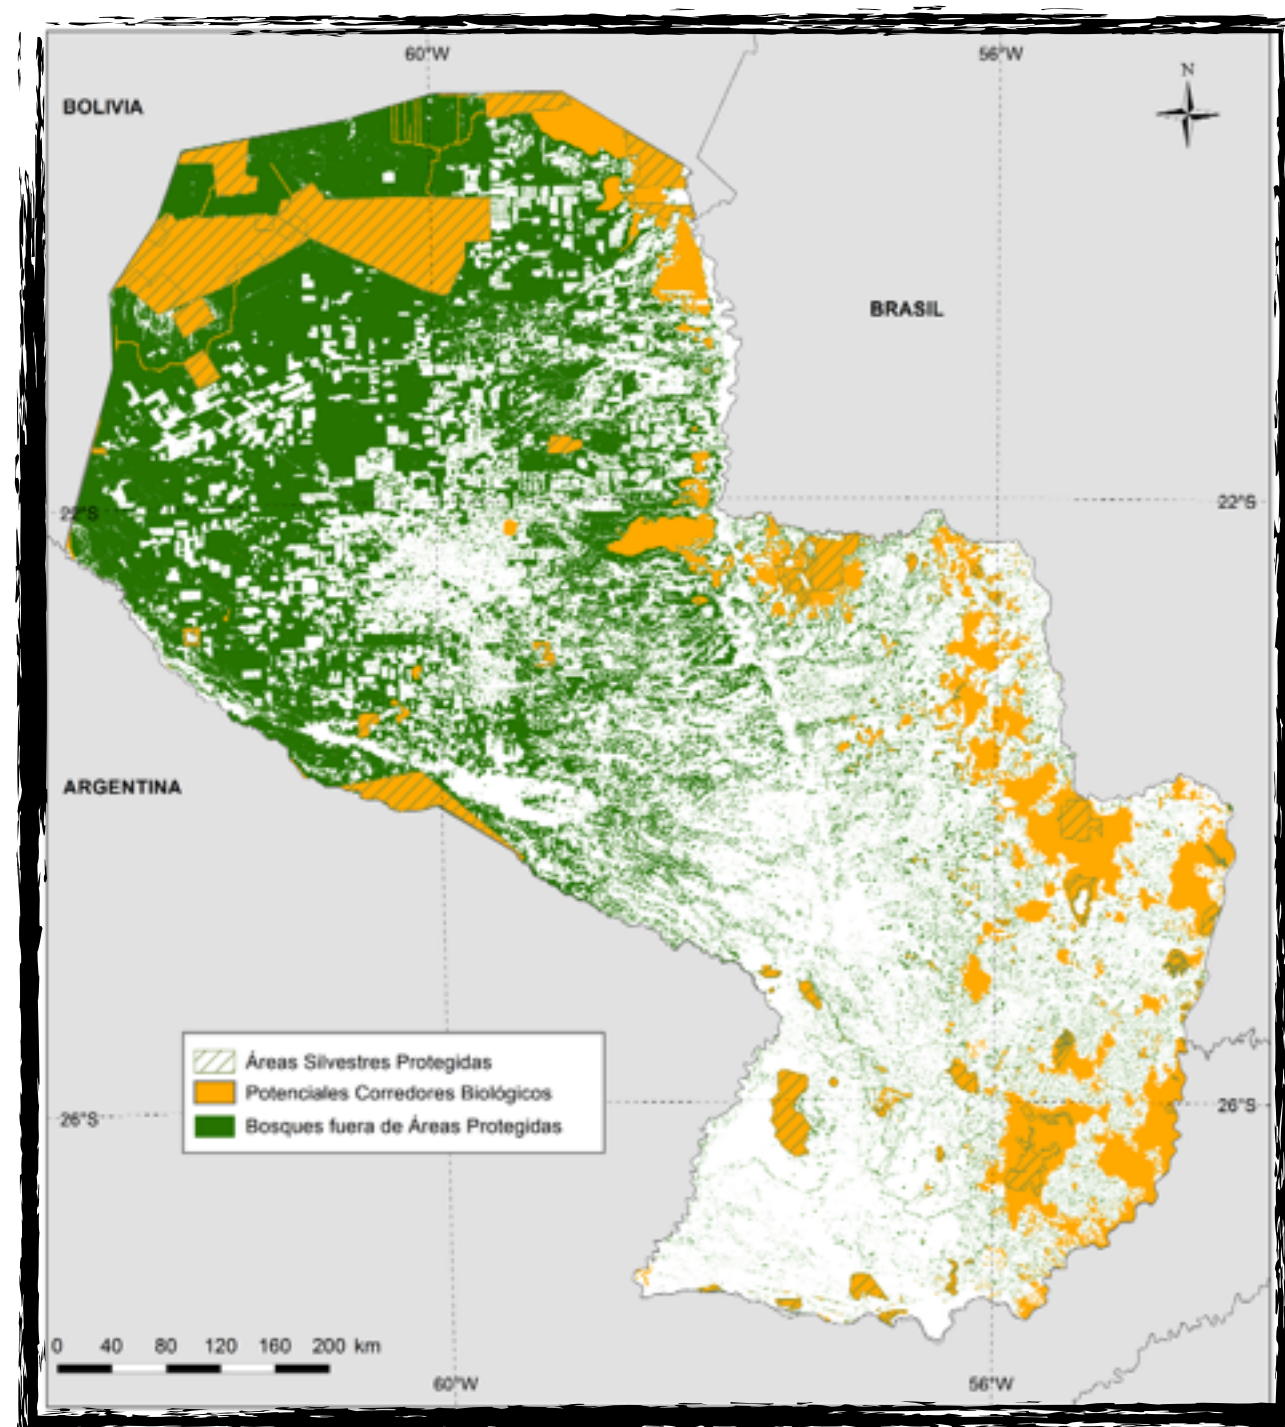 60°W 56°W
N
BOLIVIA
BRASIL
22°S 22°S
ARGENTINA
Áreas Silvestres Protegidas
Potenciales Corredores Biológicos
Bosques fuera de Áreas Protegidas
26°S 26°S
0 40 80 120 160 200 km
60°W 56°W